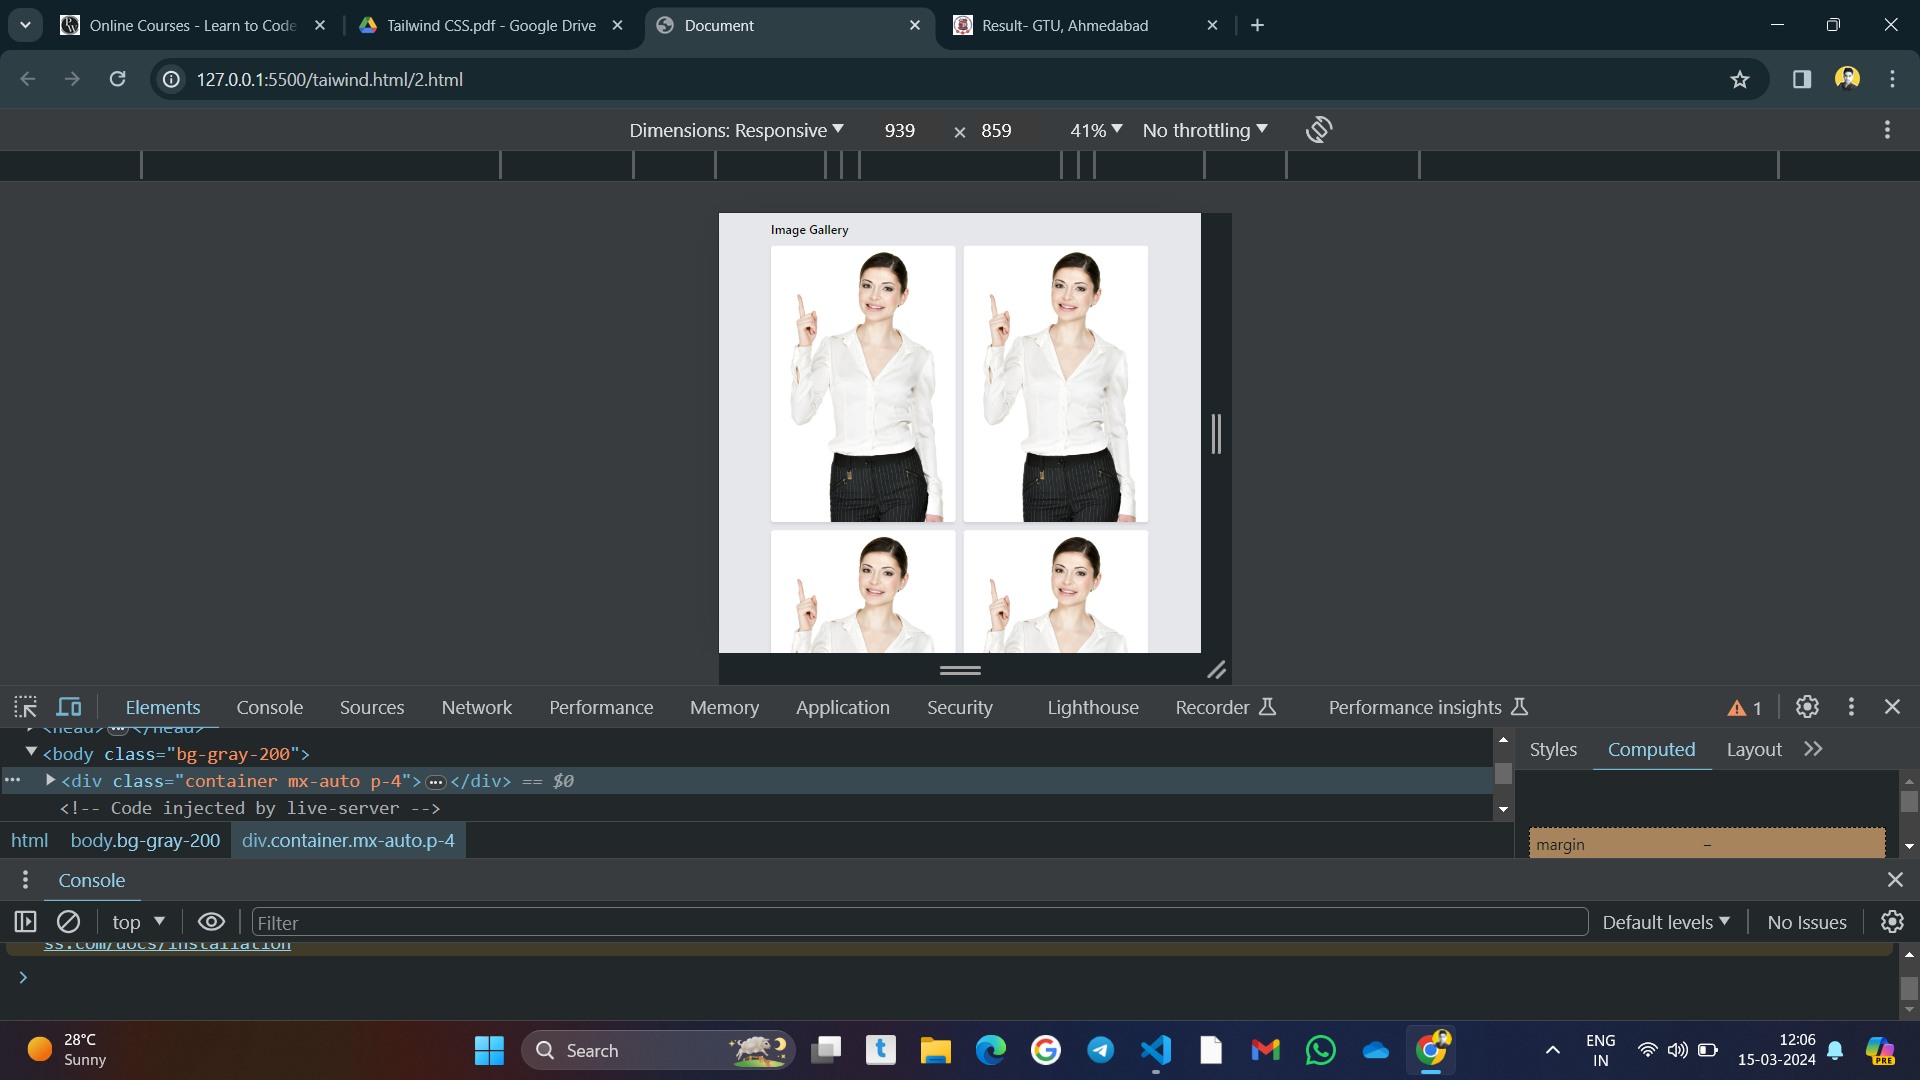 Online Courses - Learn to Code
Tailwind CSS.pdf - Google Drive
Document
Result- GTU, Ahmedabad
127.0.0.1:5500/taiwind.html/2.html
Dimensions: Responsive 939 × 859 41% No throttling
Image Gallery
Elements Console Sources Network Performance Memory Application Security Lighthouse Recorder Performance insights 1
<head> … </head>
<body class="bg-gray-200">
Styles Computed Layout
<div class="container mx-auto p-4"> … </div> == $0
<!-- Code injected by live-server -->
html body.bg-gray-200 div.container.mx-auto.p-4
margin –
Console
top Filter Default levels No Issues
ss.com/docs/installation
>
28°C
Sunny
Search
t
PRE
ENG
IN
12:06
15-03-2024